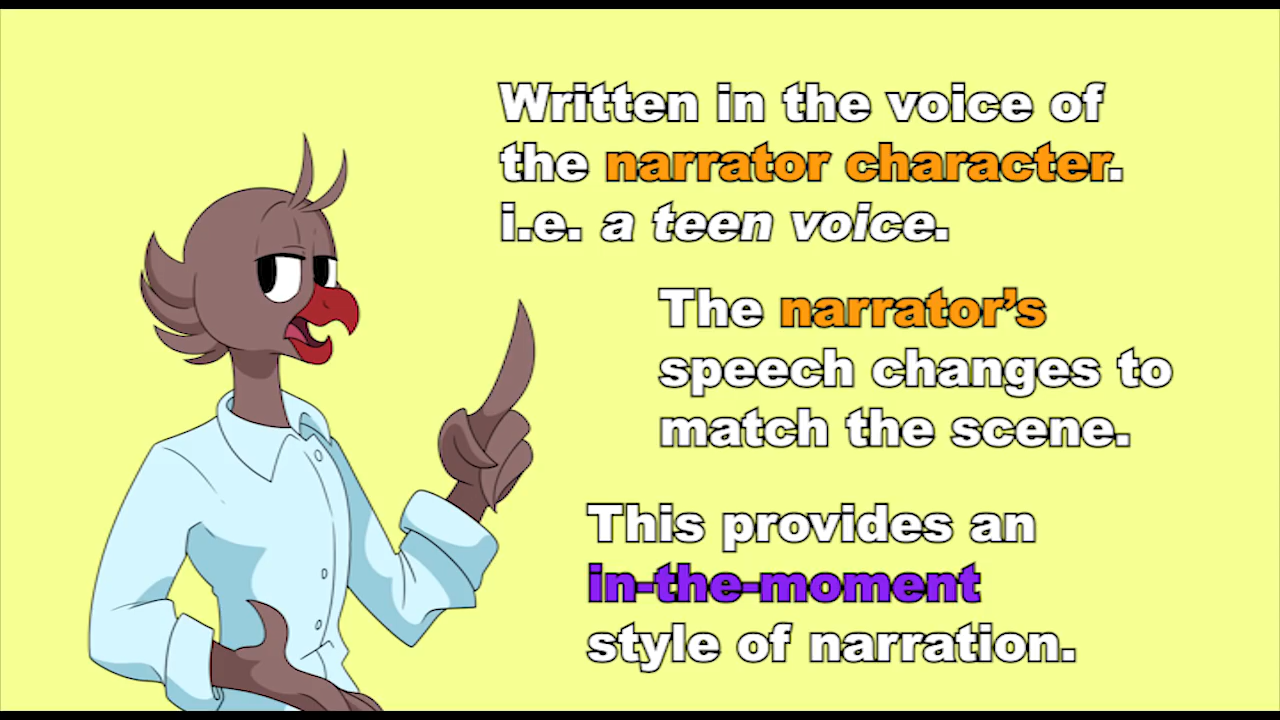 Written in the voice of
the narrator character.
i.e. a teen voice.
The narrator’s
speech changes to
match the scene.
This provides an
in-the-moment
style of narration.